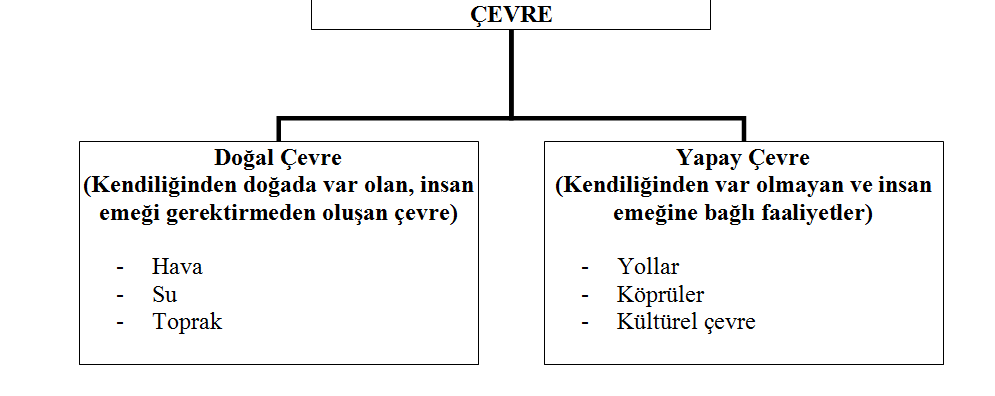 ÇEVRE
Doğal Çevre
(Kendiliğinden doğada var olan, insan
emeği gerektirmeden oluşan çevre)
- Hava
- Su
- Toprak
Yapay Çevre
(Kendiliğinden var olmayan ve insan
emeğine bağlı faaliyetler)
- Yollar
- Köprüler
- Kültürel çevre